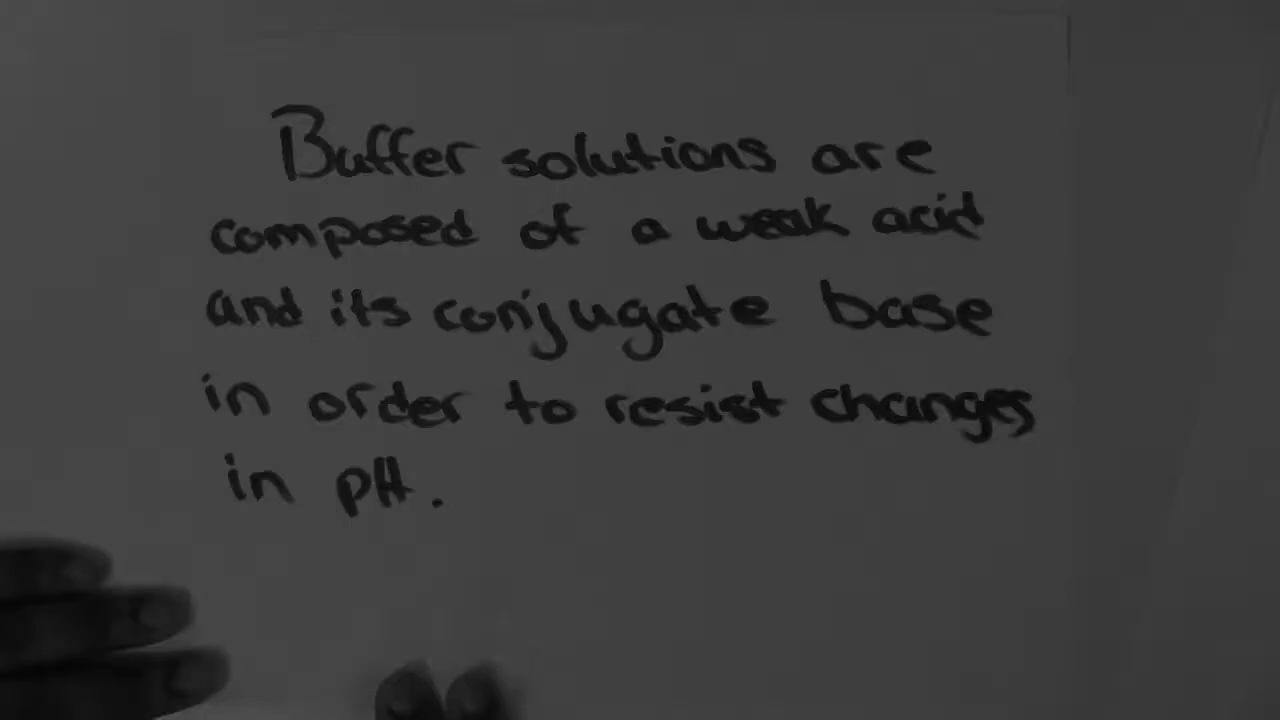 Buffer solutions are
composed of a weak acid
and its conjugate base
in order to resist changes
in pH.